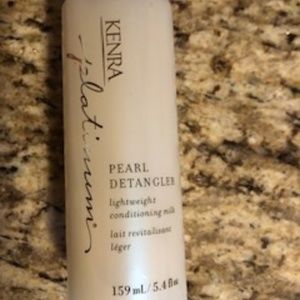 KENRA
platinum
PEARL
DETANGLER
lightweight
conditioning milk
lait revitalisant
léger
159 mL/5.4 fl oz